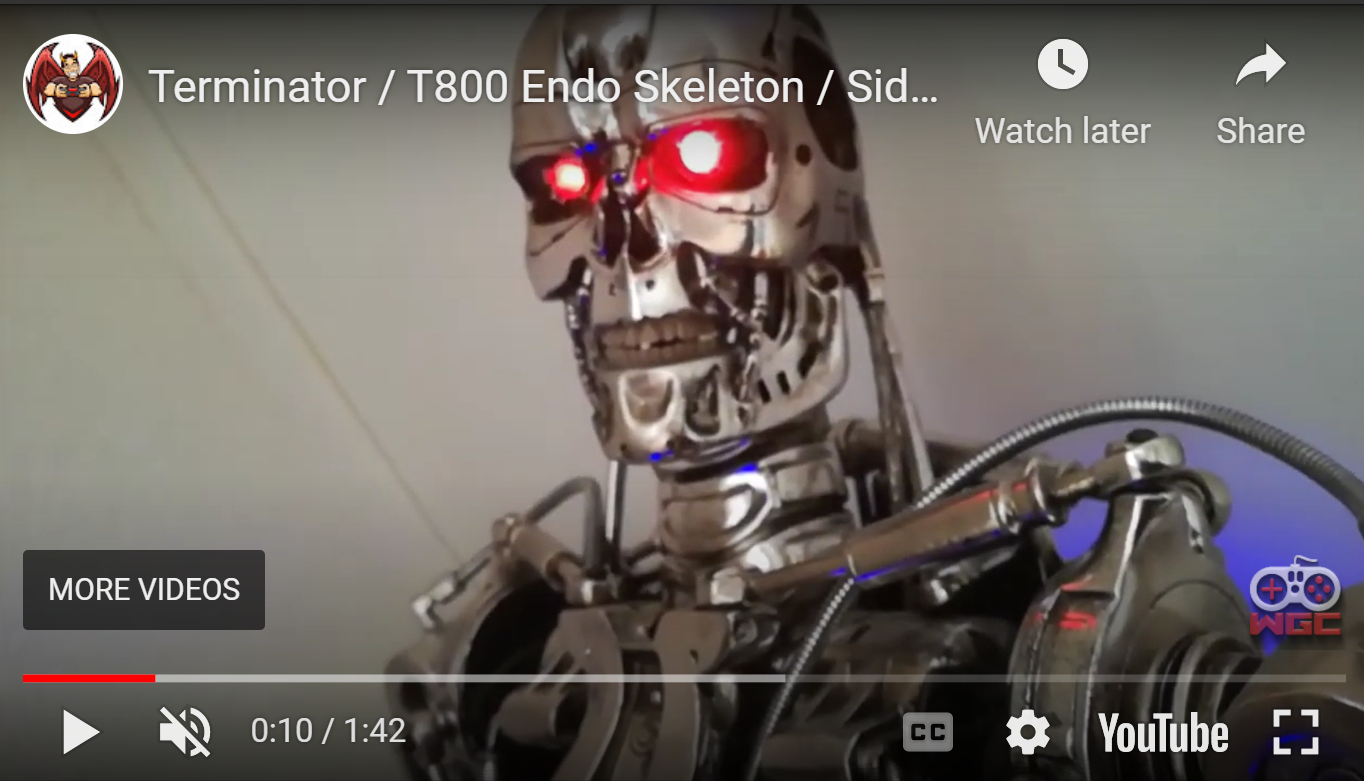 Terminator / T800 Endo Skeleton / Sid...
Watch later
Share
MORE VIDEOS
WGC
0:10 / 1:42
CC
YouTube